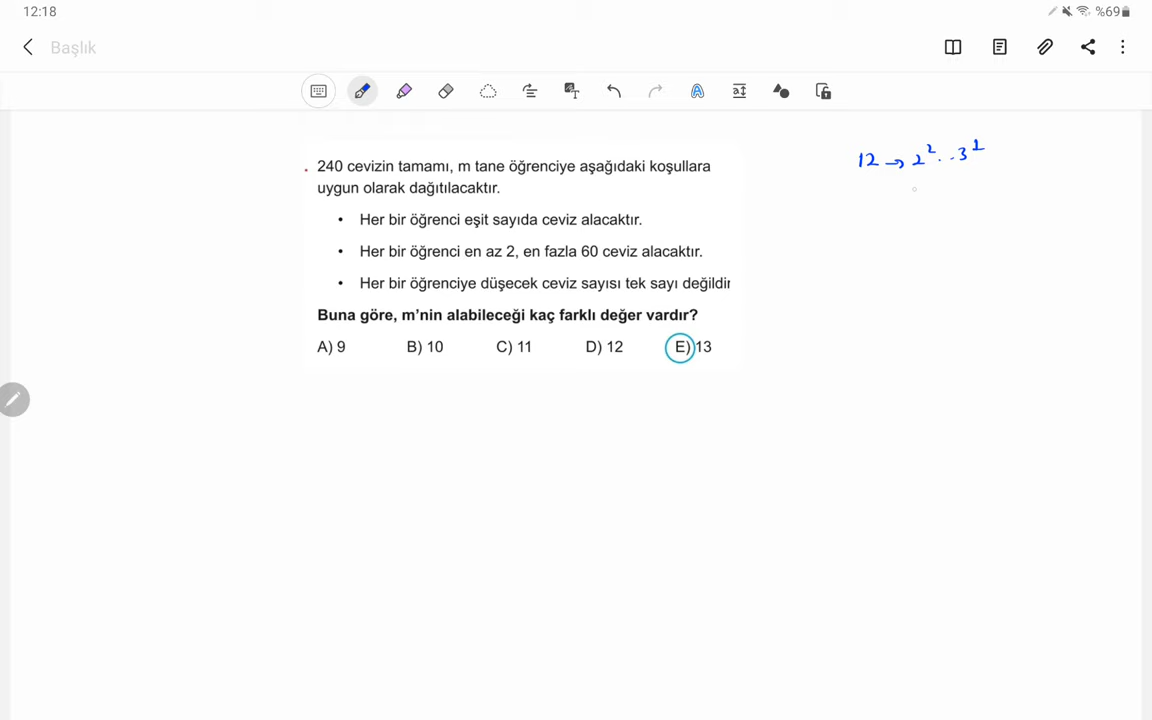 12:18
%69
Başlık
12 → 2² · 3¹
. 240 cevizin tamamı, m tane öğrenciye aşağıdaki koşullara
uygun olarak dağıtılacaktır.
• Her bir öğrenci eşit sayıda ceviz alacaktır.
• Her bir öğrenci en az 2, en fazla 60 ceviz alacaktır.
• Her bir öğrenciye düşecek ceviz sayısı tek sayı değildir
Buna göre, m'nin alabileceği kaç farklı değer vardır?
A) 9 B) 10 C) 11 D) 12 E) 13